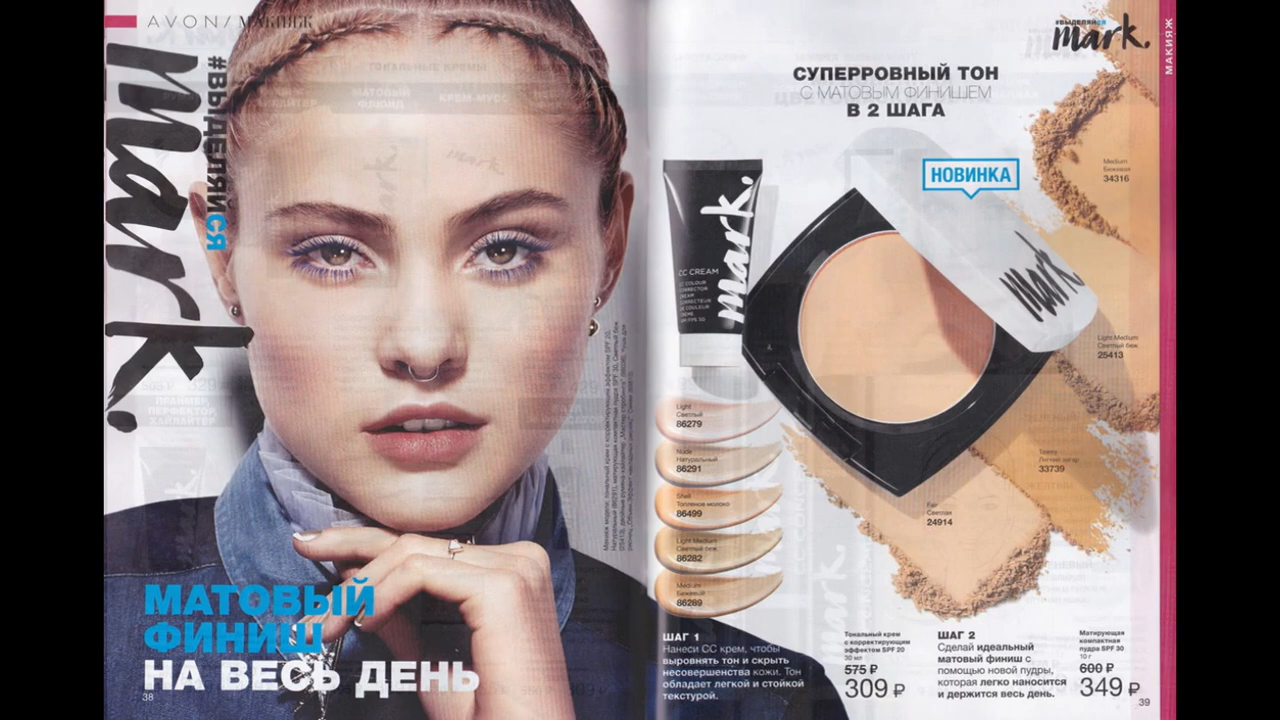 AVON / МАКИЯЖ
mark.
#ВЫДЕЛЯЙСЯ
МАТОВЫЙ
ФИНИШ
НА ВЕСЬ ДЕНЬ
38
#ВЫДЕЛЯЙСЯ
mark.
МАКИЯЖ
СУПЕРРОВНЫЙ ТОН
С МАТОВЫМ ФИНИШЕМ
В 2 ШАГА
НОВИНКА
mark.
CC CREAM
mark.
Medium
Бежевый
34316
Light Medium
Светлый беж
25413
33739
Fair
Светлая
24914
Light
Светлый
86279
Nude
Натуральный
86291
Shell
Топленое молоко
86499
Light Medium
Светлый беж
86282
Medium
Бежевый
86289
ШАГ 1
Нанеси CC крем, чтобы
выровнять тон и скрыть
несовершенства кожи. Тон
обладает легкой и стойкой
текстурой.
Тональный крем
с корректирующим
эффектом SPF 20
30 мл
575 ₽
309 ₽
ШАГ 2
Сделай идеальный
матовый финиш с
помощью новой пудры,
которая легко наносится
и держится весь день.
Матирующая
компактная
пудра SPF 30
10 г
600 ₽
349 ₽
39